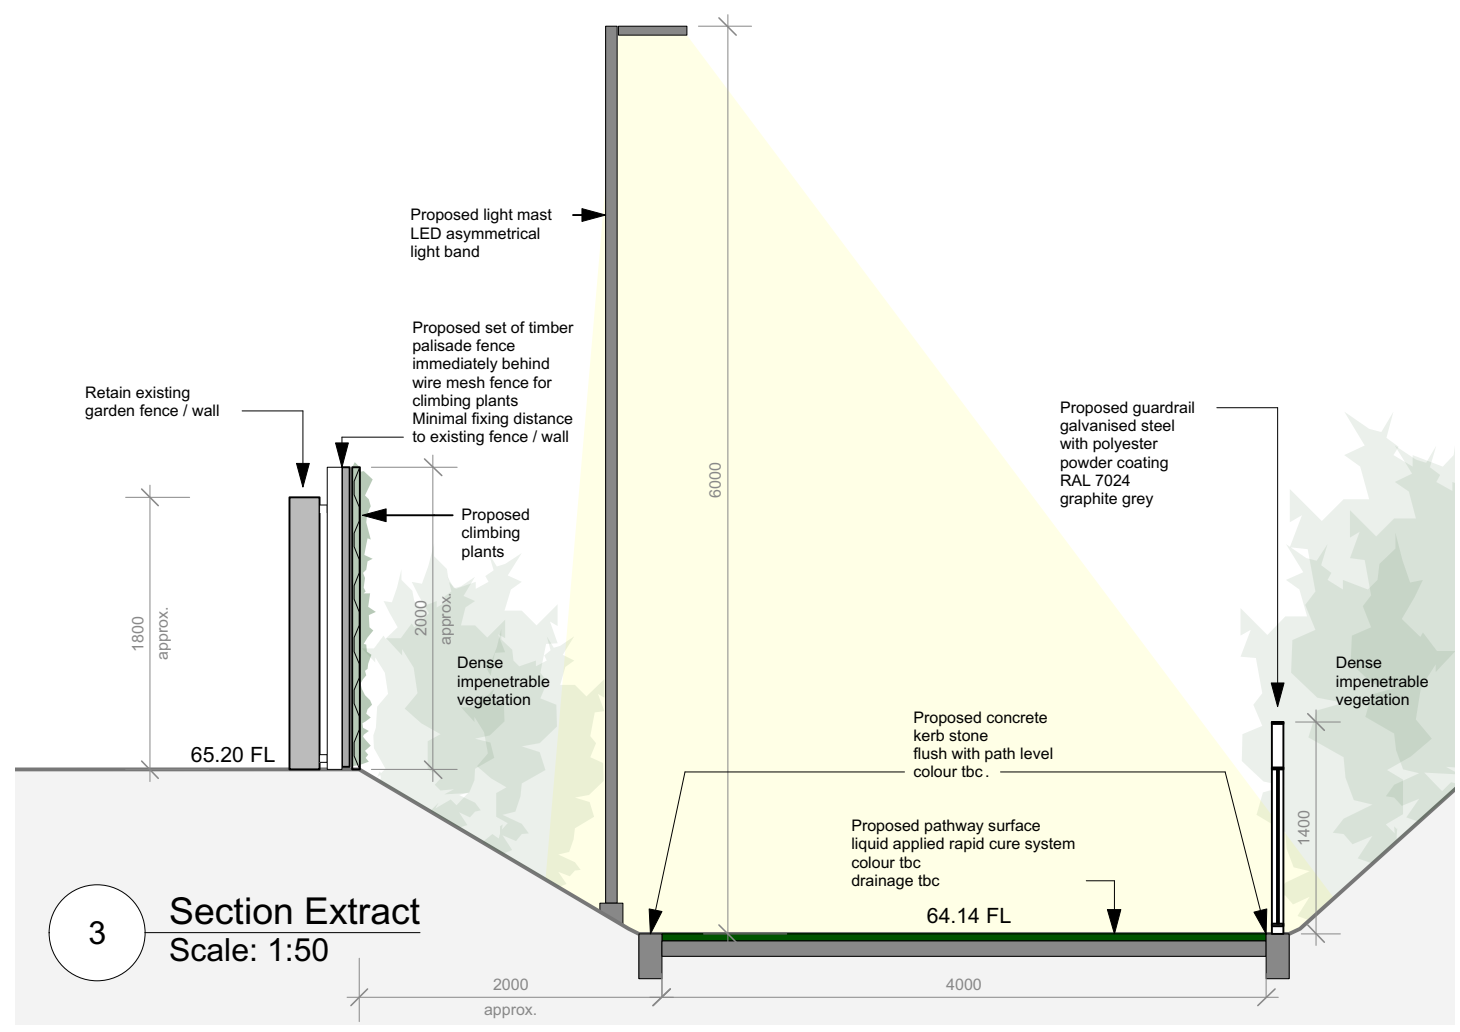 Proposed light mast
LED asymmetrical
light band
Proposed set of timber
palisade fence
immediately behind
wire mesh fence for
climbing plants
Minimal fixing distance
to existing fence / wall
Retain existing
garden fence / wall
Proposed guardrail
galvanised steel
with polyester
powder coating
RAL 7024
graphite grey
6000
Proposed
climbing
plants
1800
approx.
2000
approx.
Dense
impenetrable
vegetation
Dense
impenetrable
vegetation
65.20 FL
Proposed concrete
kerb stone
flush with path level
colour tbc .
1400
Proposed pathway surface
liquid applied rapid cure system
colour tbc
drainage tbc
64.14 FL
3
Section Extract
Scale: 1:50
2000
approx.
4000